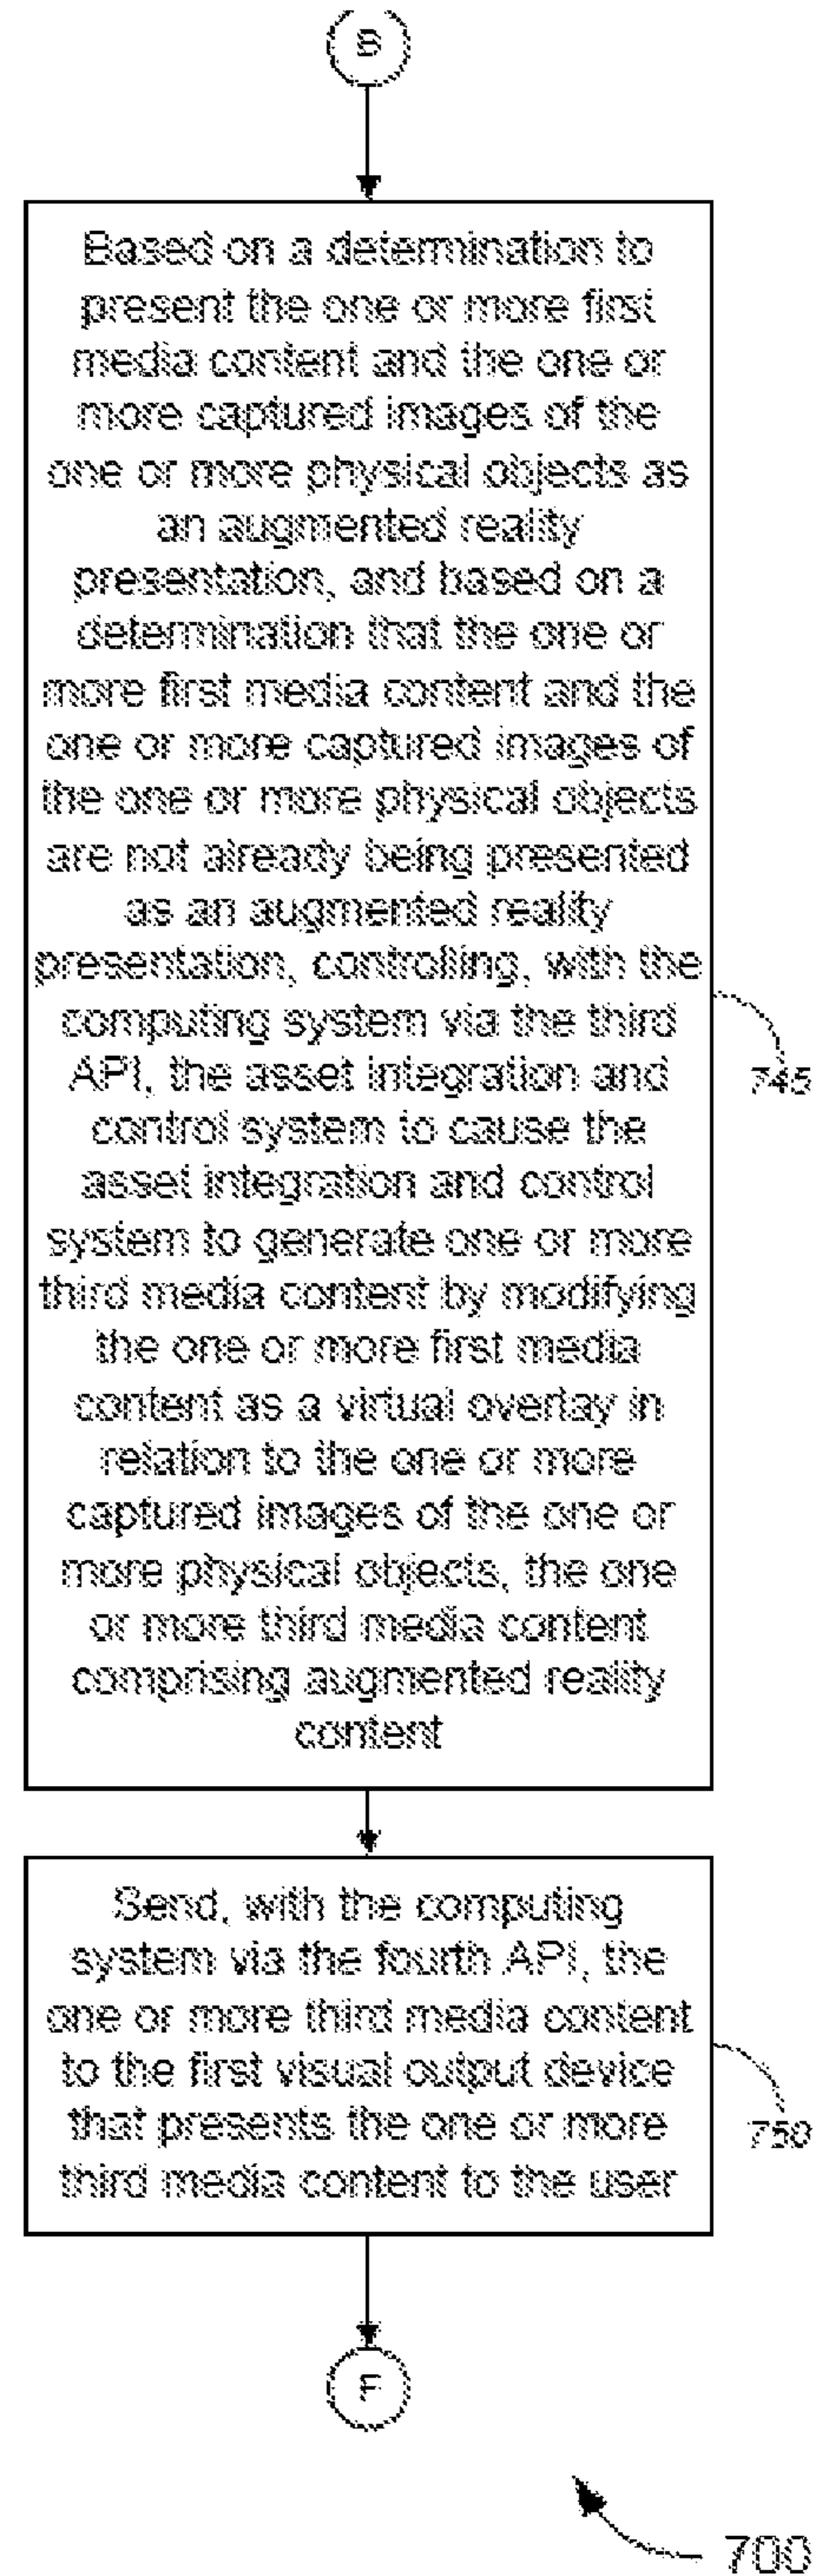 B
Based on a determination to
present the one or more first
media content and the one or
more captured images of the
one or more physical objects as
an augmented reality
presentation, and based on a
determination that the one or
more first media content and the
one or more captured images of
the one or more physical objects
are not already being presented
as an augmented reality
presentation, controlling, with the
computing system via the third
API, the asset integration and
control system to cause the
asset integration and control
system to generate one or more
third media content by modifying
the one or more first media
content as a virtual overlay in
relation to the one or more
captured images of the one or
more physical objects, the one
or more third media content
comprising augmented reality
content
745
Send, with the computing
system via the fourth API, the
one or more third media content
to the first visual output device
that presents the one or more
third media content to the user
750
F
700